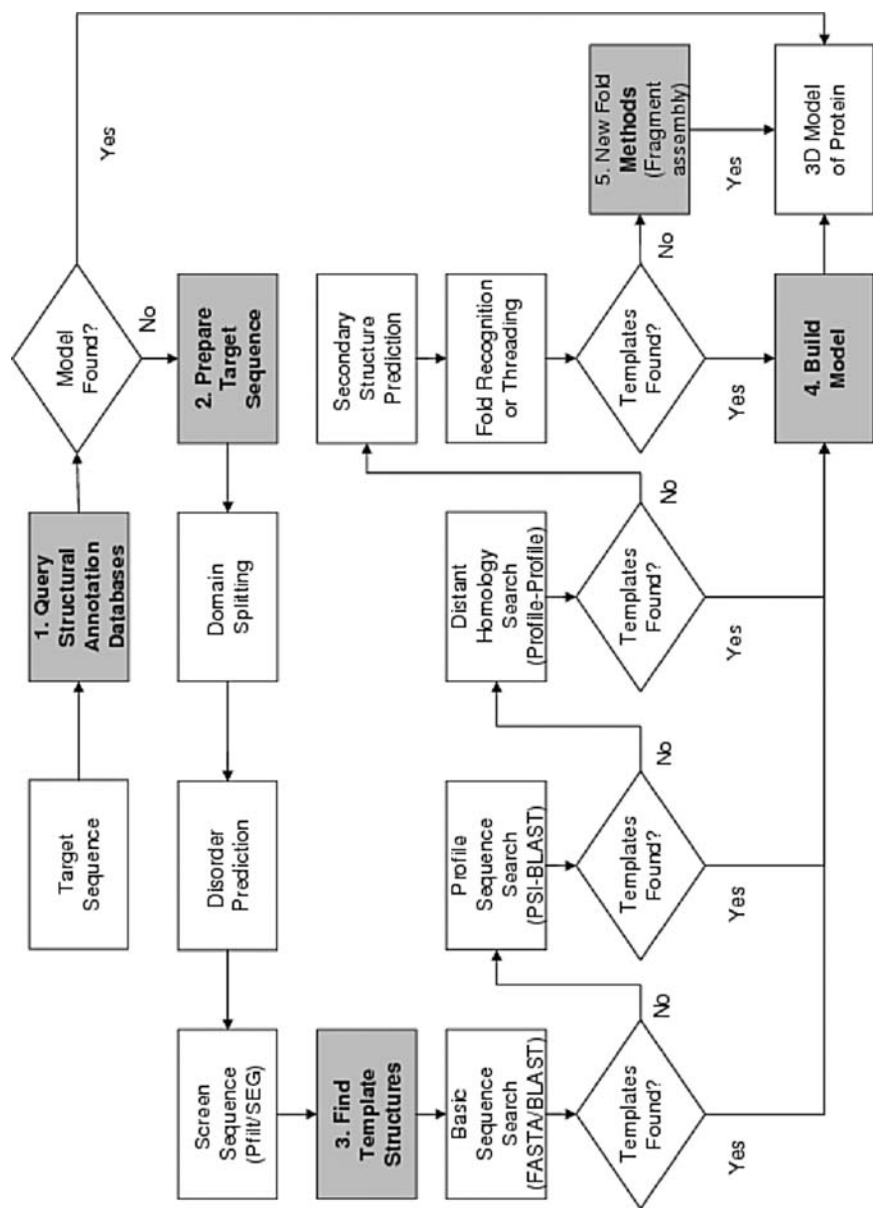 Target
Sequence
1. Query
Structural
Annotation
Databases
Model
Found?
Yes
No
2. Prepare
Target
Sequence
Domain
Splitting
Disorder
Prediction
Screen
Sequence
(Pfilt/SEG)
3. Find
Template
Structures
Basic
Sequence
Search
(FASTA/BLAST)
Templates
Found?
No
Yes
Profile
Sequence
Search
(PSI-BLAST)
Templates
Found?
No
Yes
Distant
Homology
Search
(Profile-Profile)
Templates
Found?
No
Yes
Secondary
Structure
Prediction
Fold Recognition
or Threading
Templates
Found?
No
Yes
5. New Fold
Methods
(Fragment
assembly)
Yes
4. Build
Model
3D Model
of Protein